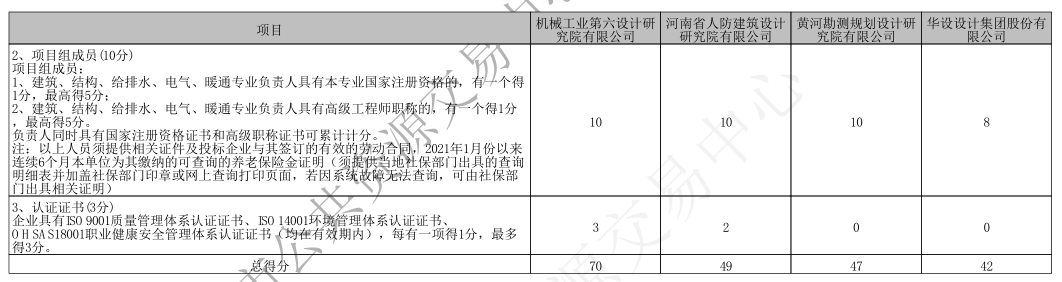 项目
机械工业第六设计研
究院有限公司
河南省人防建筑设计
研究院有限公司
黄河勘测规划设计研
究院有限公司
华设设计集团股份有
限公司
2、项目组成员(10分)
项目组成员:
1、建筑、结构、给排水、电气、暖通专业负责人具有本专业国家注册资格的, 有一个得
1分, 最高得5分;
2、建筑、结构、给排水、电气、暖通专业负责人具有高级工程师职称的, 有一个得1分
, 最高得5分。
负责人同时具有国家注册资格证书和高级职称证书可累计计分。
注: 以上人员须提供相关证件及投标企业与其签订的有效的劳动合同, 2021年1月份以来
连续6个月本单位为其缴纳的可查询的养老保险金证明 (须提供当地社保部门出具的查询
明细表并加盖社保部门印章或网上查询打印页面, 若因系统故障无法查询, 可由社保部
门出具相关证明)
10 10 10 8
3、认证证书(3分)
企业具有ISO 9001质量管理体系认证证书、ISO 14001环境管理体系认证证书、
OHSAS18001职业健康安全管理体系认证证书 (均在有效期内) , 每有一项得1分, 最多
得3分。
3 2 0 0
总得分 70 49 47 42
市公共资源交易中心
源交易中心